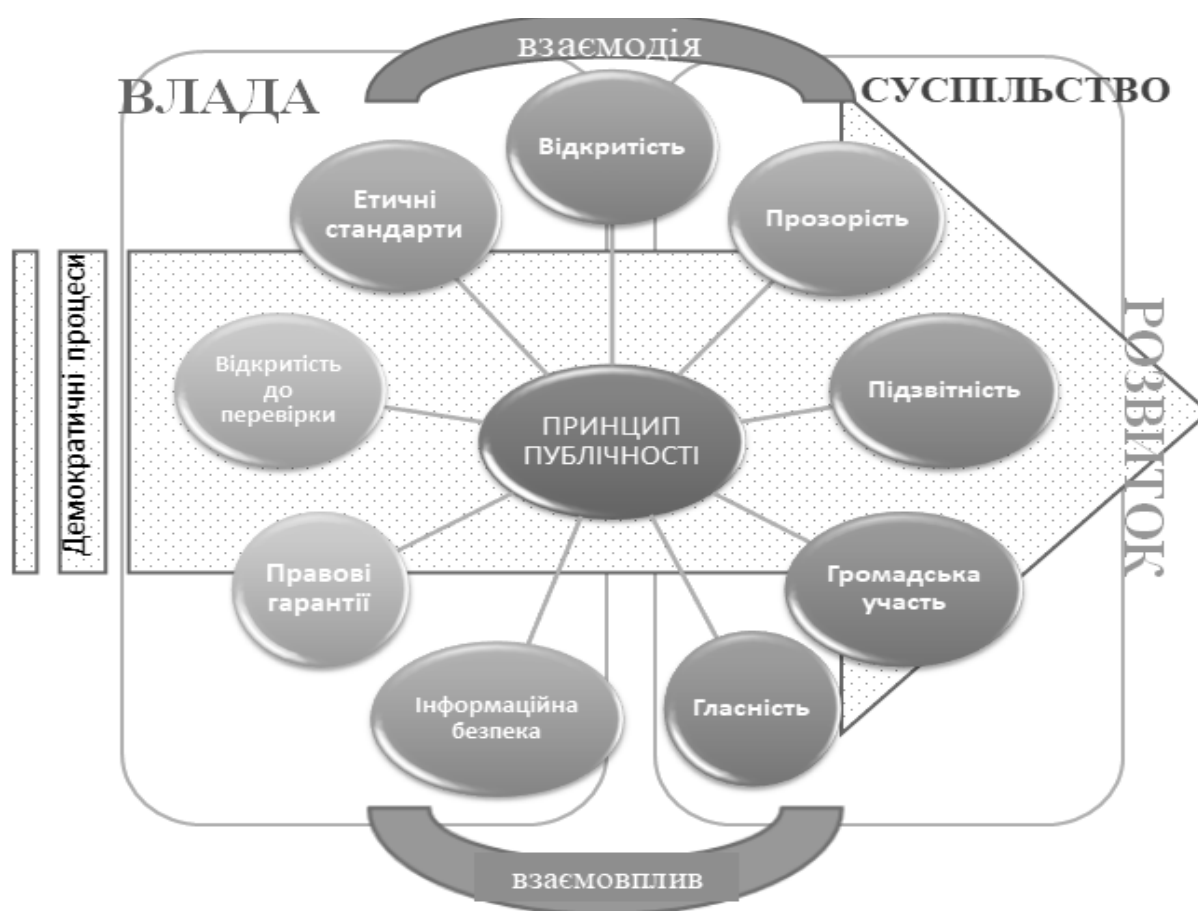 взаємодія
ВЛАДА
СУСПІЛЬСТВО
Відкритість
Етичні
стандарти
Прозорість
Демократичні процеси
Відкритість
до
перевірки
Підзвітність
РОЗВИТОК
ПРИНЦИП
ПУБЛІЧНОСТІ
Правові
гарантії
Громадська
участь
Інформаційна
безпека
Гласність
взаємовплив